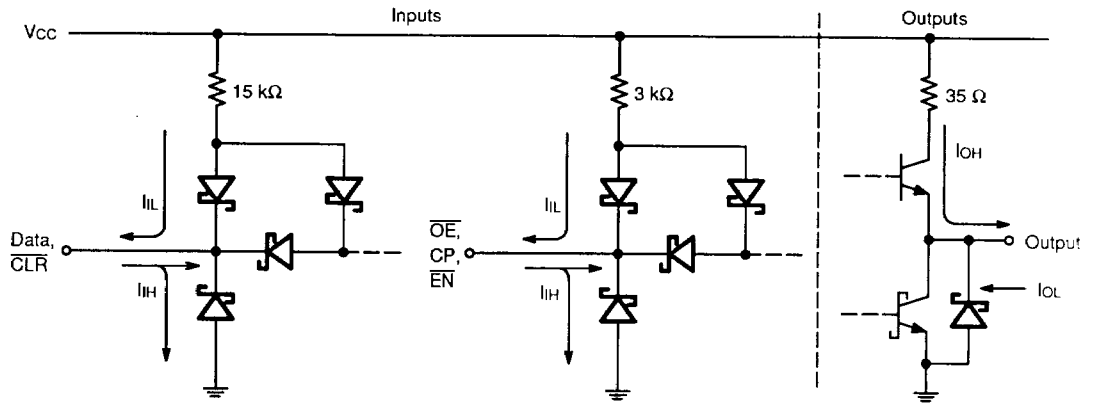 Inputs
Outputs
VCC
15 kΩ
3 kΩ
35 Ω
IOH
IIL
IIL
Data,
CLR
OE,
CP,
EN
Output
IIH
IIH
IOL